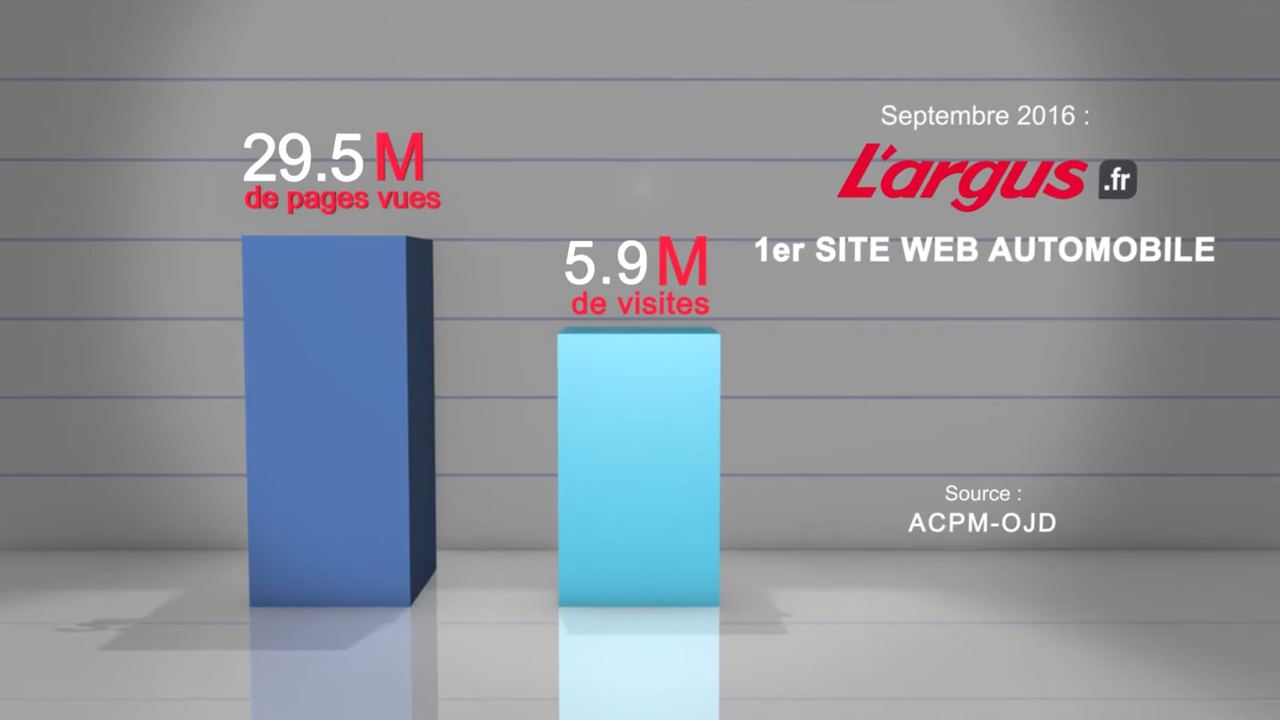 29.5 M
de pages vues
5.9 M
de visites
Septembre 2016 :
L'argus .fr
1er SITE WEB AUTOMOBILE
Source :
ACPM-OJD